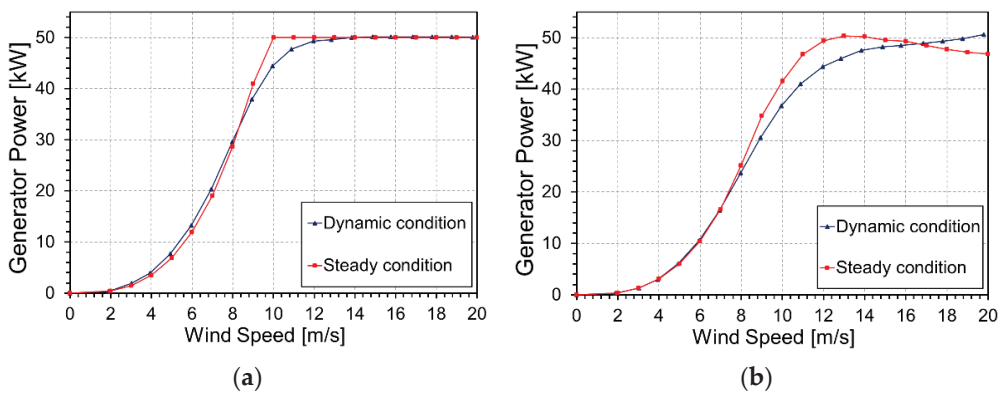 Generator Power [kW]
50
40
30
20
10
0
0 2 4 6 8 10 12 14 16 18 20
Wind Speed [m/s]
Dynamic condition
Steady condition
(a)
Generator Power [kW]
50
40
30
20
10
0
0 2 4 6 8 10 12 14 16 18 20
Wind Speed [m/s]
Dynamic condition
Steady condition
(b)